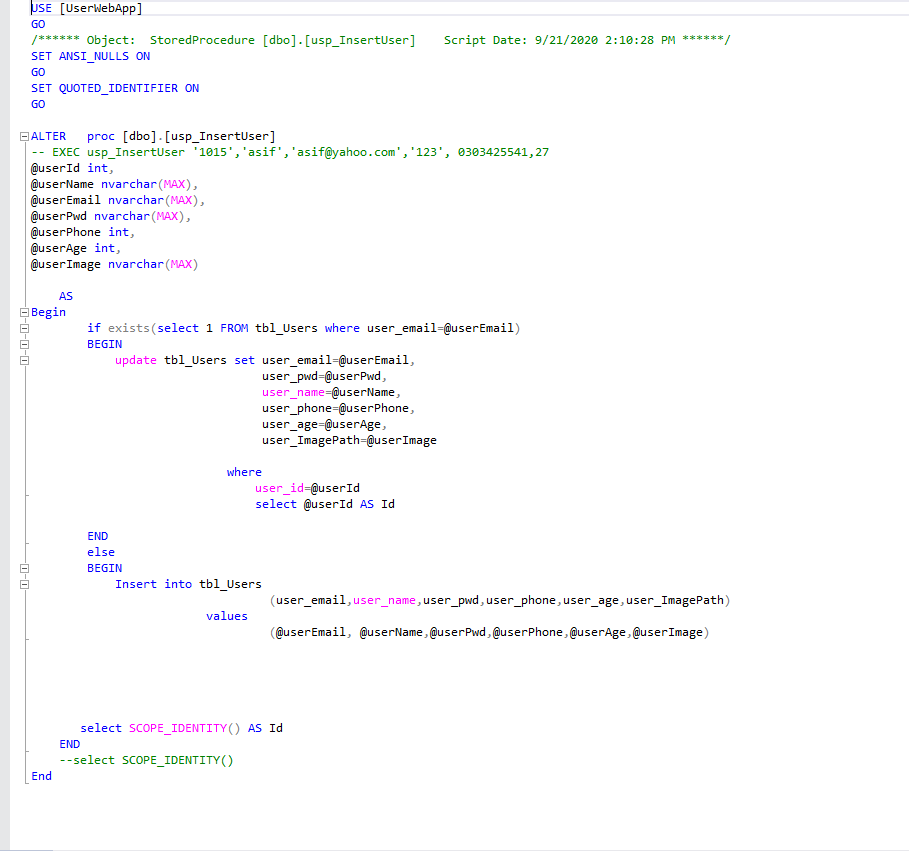 USE [UserWebApp]
GO
/****** Object:  StoredProcedure [dbo].[usp_InsertUser]    Script Date: 9/21/2020 2:10:28 PM ******/
SET ANSI_NULLS ON
GO
SET QUOTED_IDENTIFIER ON
GO
ALTER   proc [dbo].[usp_InsertUser]
-- EXEC usp_InsertUser '1015','asif','asif@yahoo.com','123', 0303425541,27
@userId int,
@userName nvarchar(MAX),
@userEmail nvarchar(MAX),
@userPwd nvarchar(MAX),
@userPhone int,
@userAge int,
@userImage nvarchar(MAX)
AS
Begin
if exists(select 1 FROM tbl_Users where user_email=@userEmail)
BEGIN
update tbl_Users set user_email=@userEmail,
user_pwd=@userPwd,
user_name=@userName,
user_phone=@userPhone,
user_age=@userAge,
user_ImagePath=@userImage
where
user_id=@userId
select @userId AS Id
END
else
BEGIN
Insert into tbl_Users
(user_email,user_name,user_pwd,user_phone,user_age,user_ImagePath)
values
(@userEmail, @userName,@userPwd,@userPhone,@userAge,@userImage)
select SCOPE_IDENTITY() AS Id
END
--select SCOPE_IDENTITY()
End